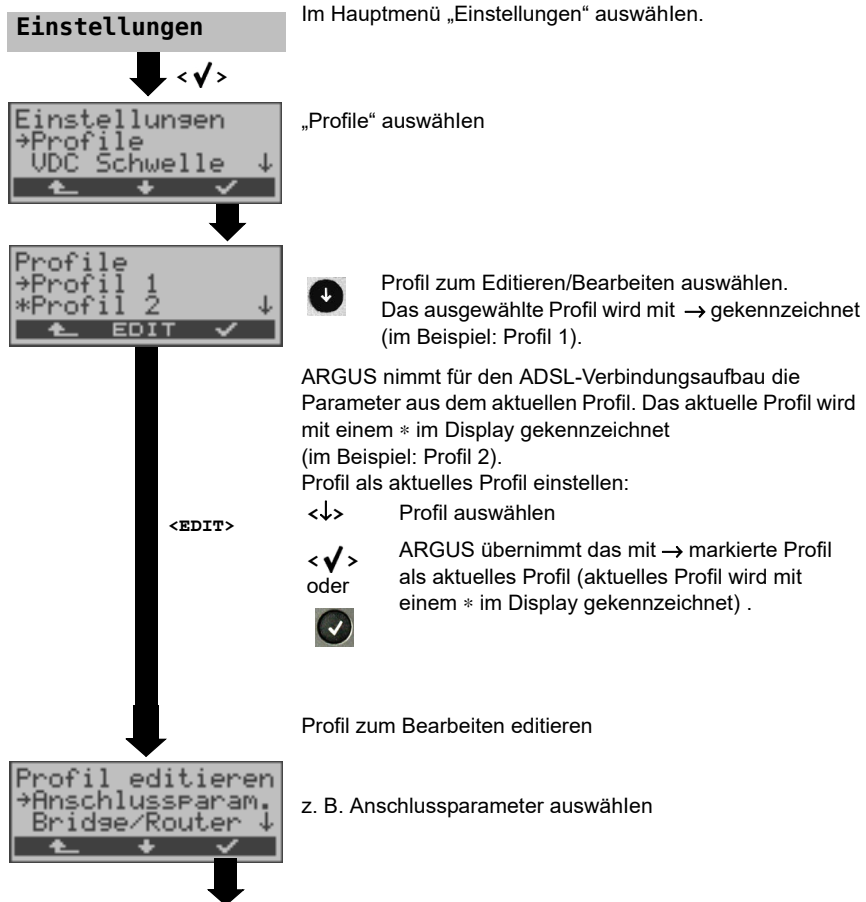 Einstellungen
Im Hauptmenü „Einstellungen“ auswählen.
<✓>
Einstellungen
→Profile
VDC Schwelle ↓
„Profile“ auswählen
Profile
→Profil 1
*Profil 2 ↓
EDIT
Profil zum Editieren/Bearbeiten auswählen.
Das ausgewählte Profil wird mit → gekennzeichnet
(im Beispiel: Profil 1).
ARGUS nimmt für den ADSL-Verbindungsaufbau die
Parameter aus dem aktuellen Profil. Das aktuelle Profil wird
mit einem * im Display gekennzeichnet
(im Beispiel: Profil 2).
Profil als aktuelles Profil einstellen:
<↓> Profil auswählen
<EDIT>
<✓> ARGUS übernimmt das mit → markierte Profil
oder als aktuelles Profil (aktuelles Profil wird mit
einem * im Display gekennzeichnet) .
Profil zum Bearbeiten editieren
Profil editieren
→Anschlussparam.
Bridge/Router ↓
z. B. Anschlussparameter auswählen